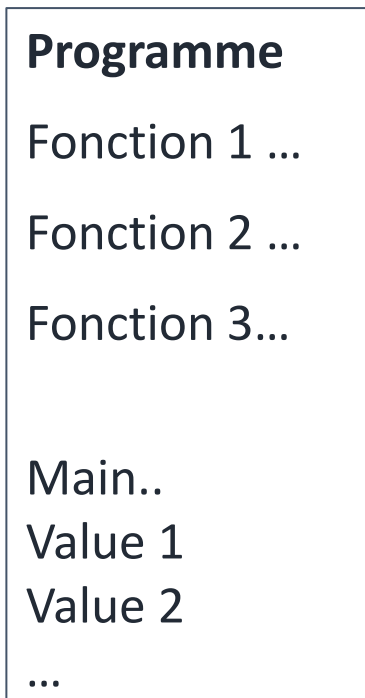 Programme
Fonction 1 ...
Fonction 2 ...
Fonction 3...
Main..
Value 1
Value 2
...